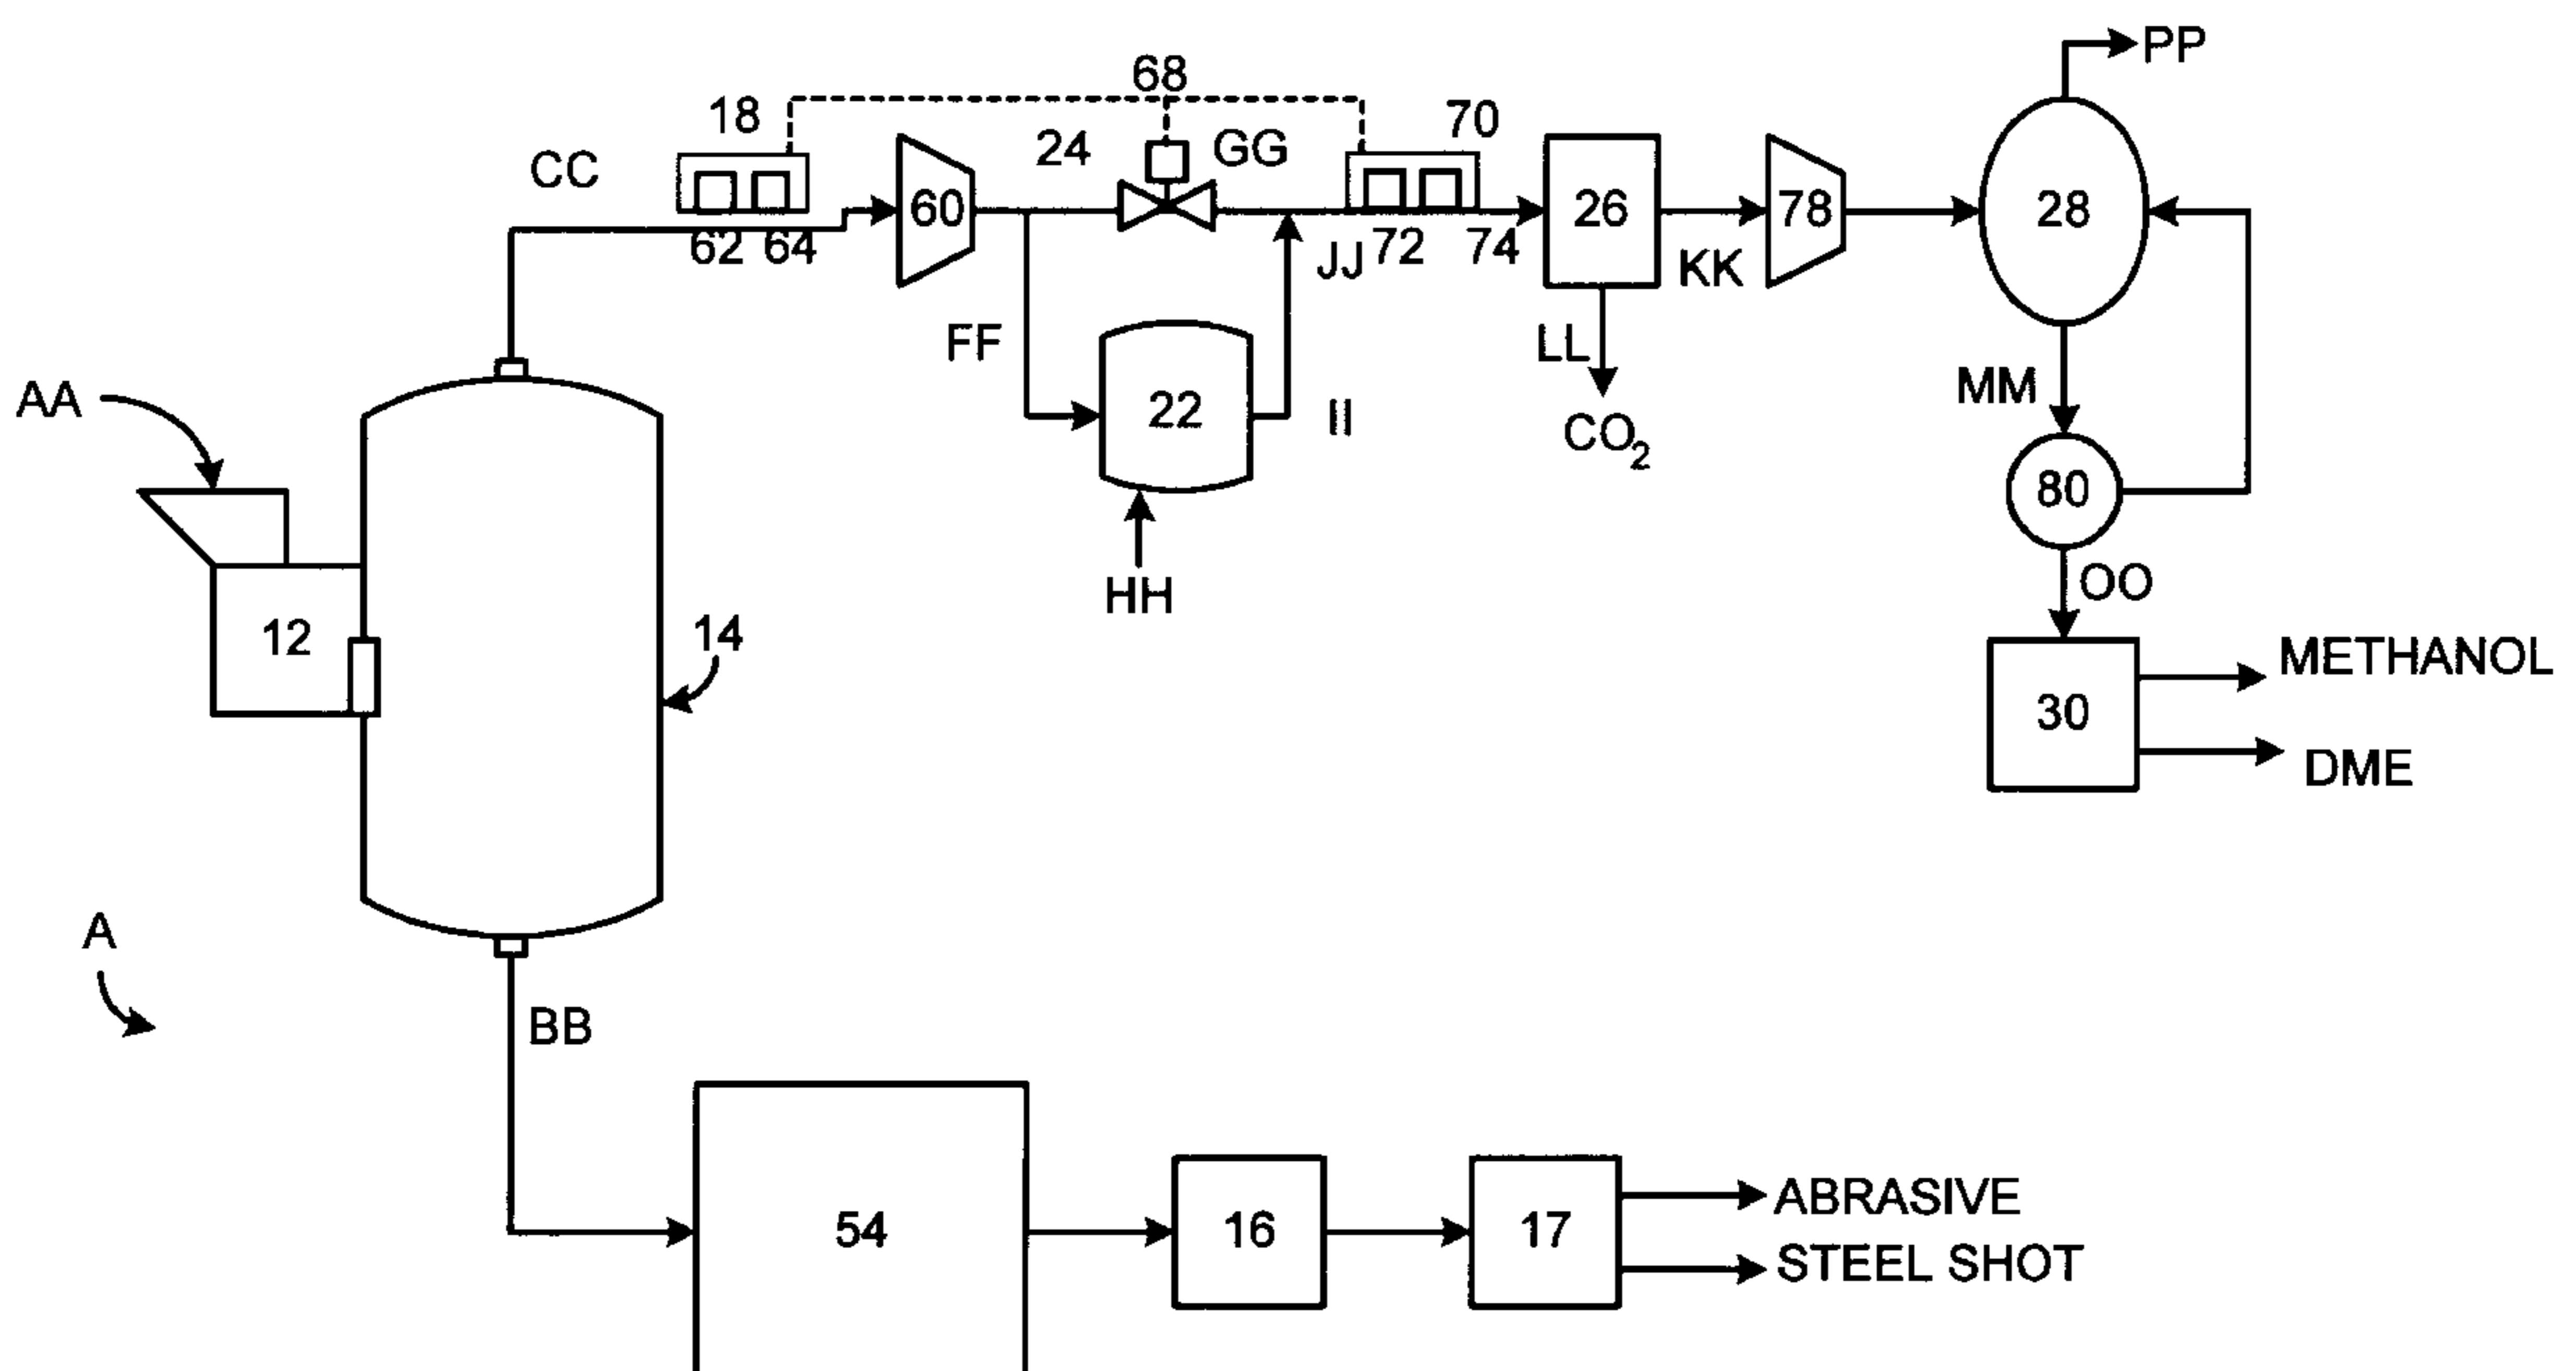 PP
68
18
70
24
GG
CC
60
26
78
28
62
64
JJ
72
74
KK
FF
LL
AA
MM
22
II
CO2
80
HH
OO
12
14
METHANOL
30
DME
A
BB
ABRASIVE
54
16
17
STEEL SHOT